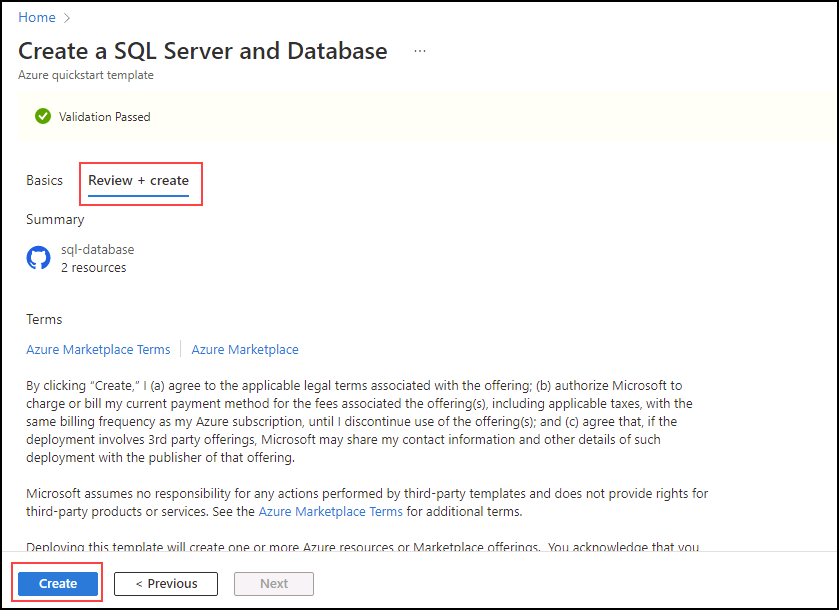 Home
Create a SQL Server and Database ...
Azure quickstart template
Validation Passed
Basics Review + create
Summary
sql-database
2 resources
Terms
Azure Marketplace Terms Azure Marketplace
By clicking “Create,” I (a) agree to the applicable legal terms associated with the offering; (b) authorize Microsoft to
charge or bill my current payment method for the fees associated the offering(s), including applicable taxes, with the
same billing frequency as my Azure subscription, until I discontinue use of the offering(s); and (c) agree that, if the
deployment involves 3rd party offerings, Microsoft may share my contact information and other details of such
deployment with the publisher of that offering.
Microsoft assumes no responsibility for any actions performed by third-party templates and does not provide rights for
third-party products or services. See the Azure Marketplace Terms for additional terms.
Deploying this template will create one or more Azure resources or Marketplace offerings. You acknowledge that you
Create < Previous Next